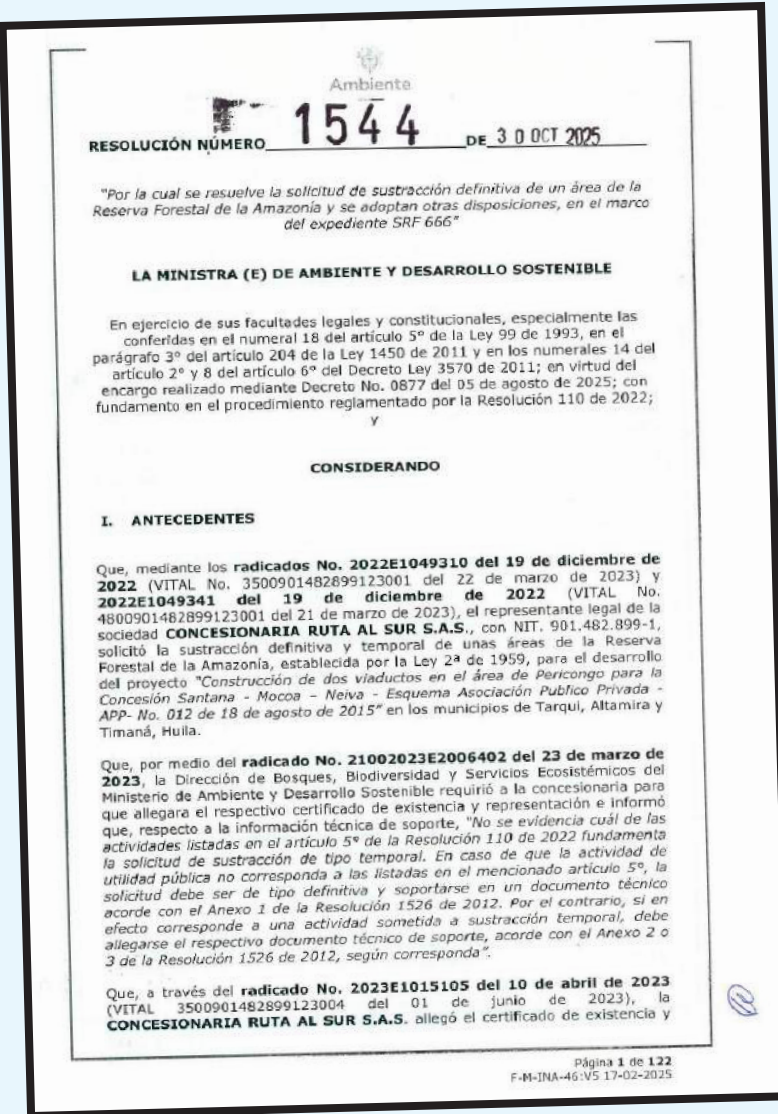 Ambiente
RESOLUCIÓN NÚMERO 1544 DE 30 OCT 2025
"Por la cual se resuelve la solicitud de sustracción definitiva de un área de la
Reserva Forestal de la Amazonía y se adoptan otras disposiciones, en el marco
del expediente SRF 666"
LA MINISTRA (E) DE AMBIENTE Y DESARROLLO SOSTENIBLE
En ejercicio de sus facultades legales y constitucionales, especialmente las
conferidas en el numeral 18 del artículo 5° de la Ley 99 de 1993, en el
parágrafo 3° del artículo 204 de la Ley 1450 de 2011 y en los numerales 14 del
artículo 2° y 8 del artículo 6° del Decreto Ley 3570 de 2011; en virtud del
encargo realizado mediante Decreto No. 0877 del 05 de agosto de 2025; con
fundamento en el procedimiento reglamentado por la Resolución 110 de 2022;
y
CONSIDERANDO
I. ANTECEDENTES
Que, mediante los radicados No. 2022E1049310 del 19 de diciembre de
2022 (VITAL No. 3500901482899123001 del 22 de marzo de 2023) y
2022E1049341 del 19 de diciembre de 2022 (VITAL No.
4800901482899123001 del 21 de marzo de 2023), el representante legal de la
sociedad CONCESIONARIA RUTA AL SUR S.A.S., con NIT. 901.482.899-1,
solicitó la sustracción definitiva y temporal de unas áreas de la Reserva
Forestal de la Amazonía, establecida por la Ley 2ª de 1959, para el desarrollo
del proyecto "Construcción de dos viaductos en el área de Pericongo para la
Concesión Santana - Mocoa – Neiva - Esquema Asociación Publico Privada -
APP- No. 012 de 18 de agosto de 2015" en los municipios de Tarqui, Altamira y
Timaná, Huila.
Que, por medio del radicado No. 21002023E2006402 del 23 de marzo de
2023, la Dirección de Bosques, Biodiversidad y Servicios Ecosistémicos del
Ministerio de Ambiente y Desarrollo Sostenible requirió a la concesionaria para
que allegara el respectivo certificado de existencia y representación e informó
que, respecto a la información técnica de soporte, "No se evidencia cuál de las
actividades listadas en el artículo 5° de la Resolución 110 de 2022 fundamenta
la solicitud de sustracción de tipo temporal. En caso de que la actividad de
utilidad pública no corresponda a las listadas en el mencionado artículo 5°, la
solicitud debe ser de tipo definitiva y soportarse en un documento técnico
acorde con el Anexo 1 de la Resolución 1526 de 2012. Por el contrario, si en
efecto corresponde a una actividad sometida a sustracción temporal, debe
allegarse el respectivo documento técnico de soporte, acorde con el Anexo 2 o
3 de la Resolución 1526 de 2012, según corresponda".
Que, a través del radicado No. 2023E1015105 del 10 de abril de 2023
(VITAL 3500901482899123004 del 01 de junio de 2023), la
CONCESIONARIA RUTA AL SUR S.A.S. allegó el certificado de existencia y
Página 1 de 122
F-M-INA-46:V5 17-02-2025